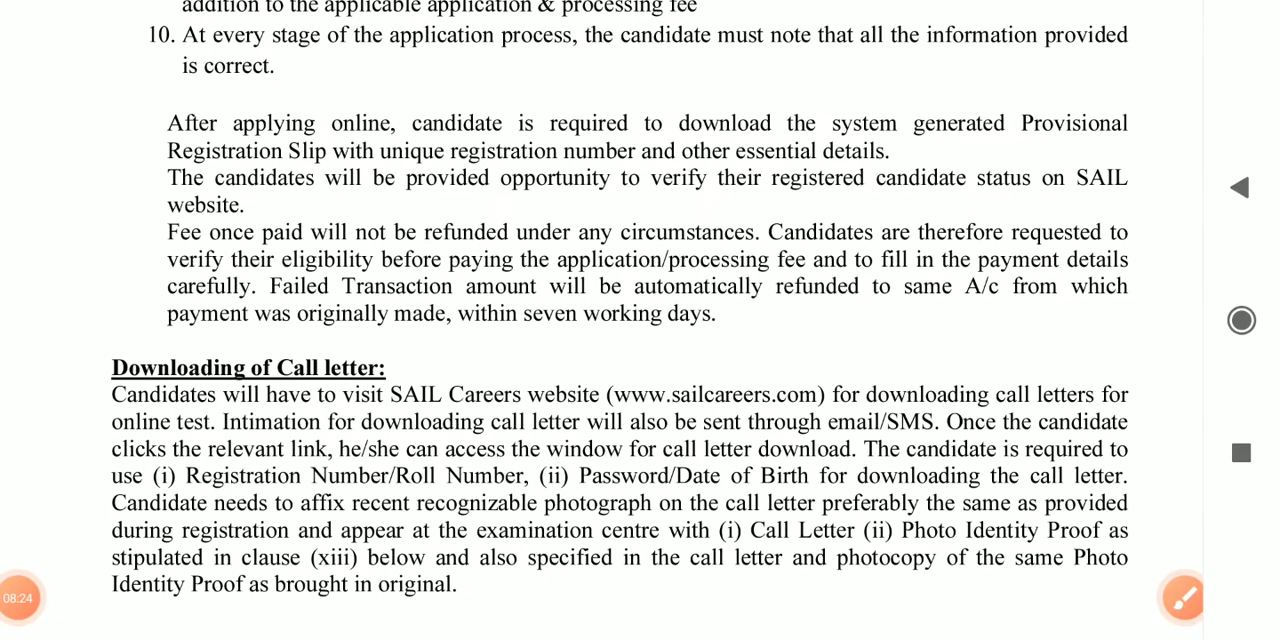 addition to the applicable application & processing fee
10. At every stage of the application process, the candidate must note that all the information provided
is correct.
After applying online, candidate is required to download the system generated Provisional
Registration Slip with unique registration number and other essential details.
The candidates will be provided opportunity to verify their registered candidate status on SAIL
website.
Fee once paid will not be refunded under any circumstances. Candidates are therefore requested to
verify their eligibility before paying the application/processing fee and to fill in the payment details
carefully. Failed Transaction amount will be automatically refunded to same A/c from which
payment was originally made, within seven working days.
Downloading of Call letter:
Candidates will have to visit SAIL Careers website (www.sailcareers.com) for downloading call letters for
online test. Intimation for downloading call letter will also be sent through email/SMS. Once the candidate
clicks the relevant link, he/she can access the window for call letter download. The candidate is required to
use (i) Registration Number/Roll Number, (ii) Password/Date of Birth for downloading the call letter.
Candidate needs to affix recent recognizable photograph on the call letter preferably the same as provided
during registration and appear at the examination centre with (i) Call Letter (ii) Photo Identity Proof as
stipulated in clause (xiii) below and also specified in the call letter and photocopy of the same Photo
Identity Proof as brought in original.
08:24